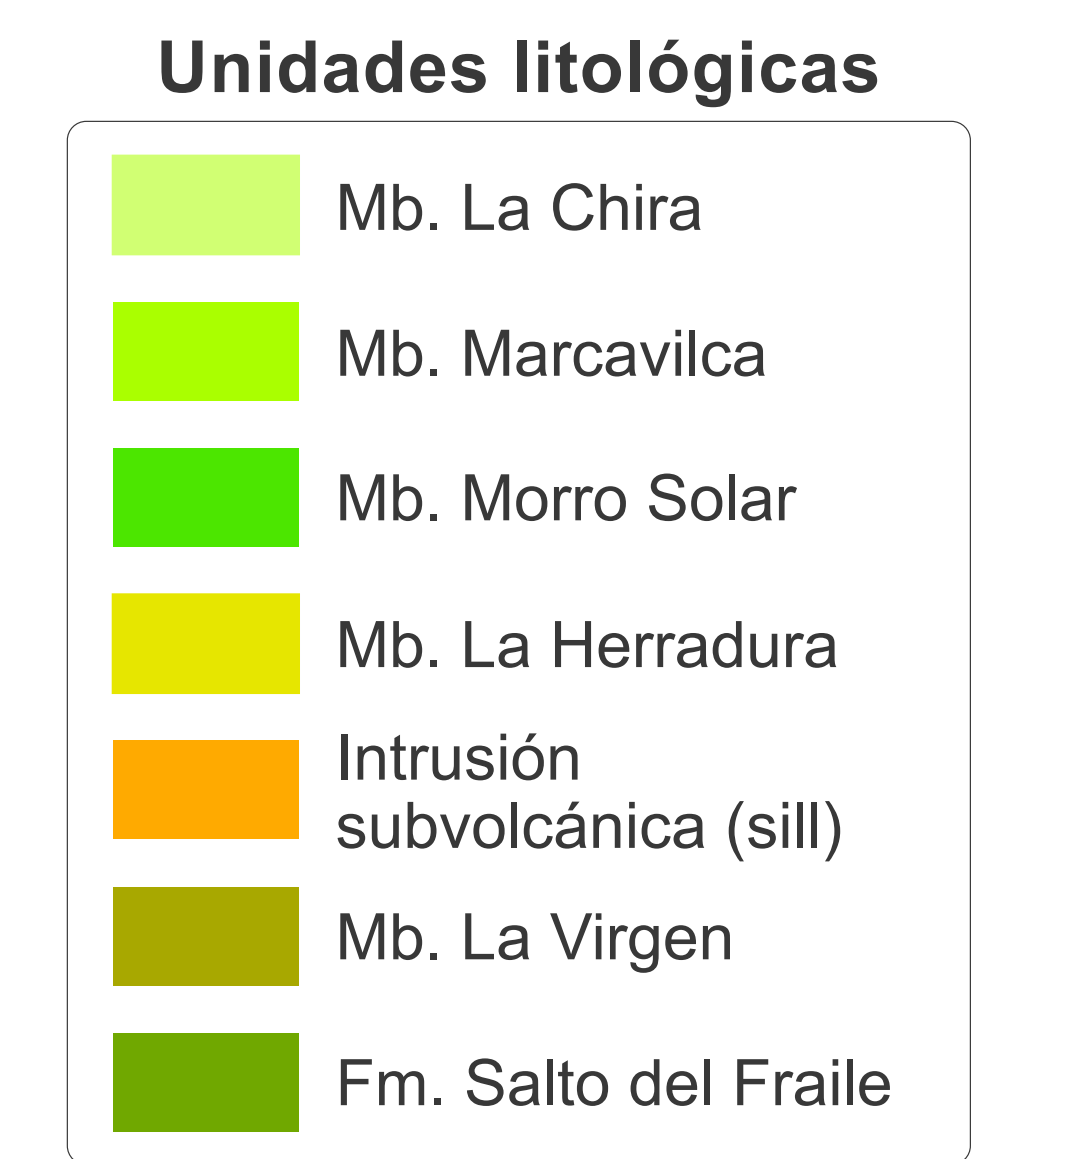 Unidades litológicas
Mb. La Chira
Mb. Marcavilca
Mb. Morro Solar
Mb. La Herradura
Intrusión
subvolcánica (sill)
Mb. La Virgen
Fm. Salto del Fraile